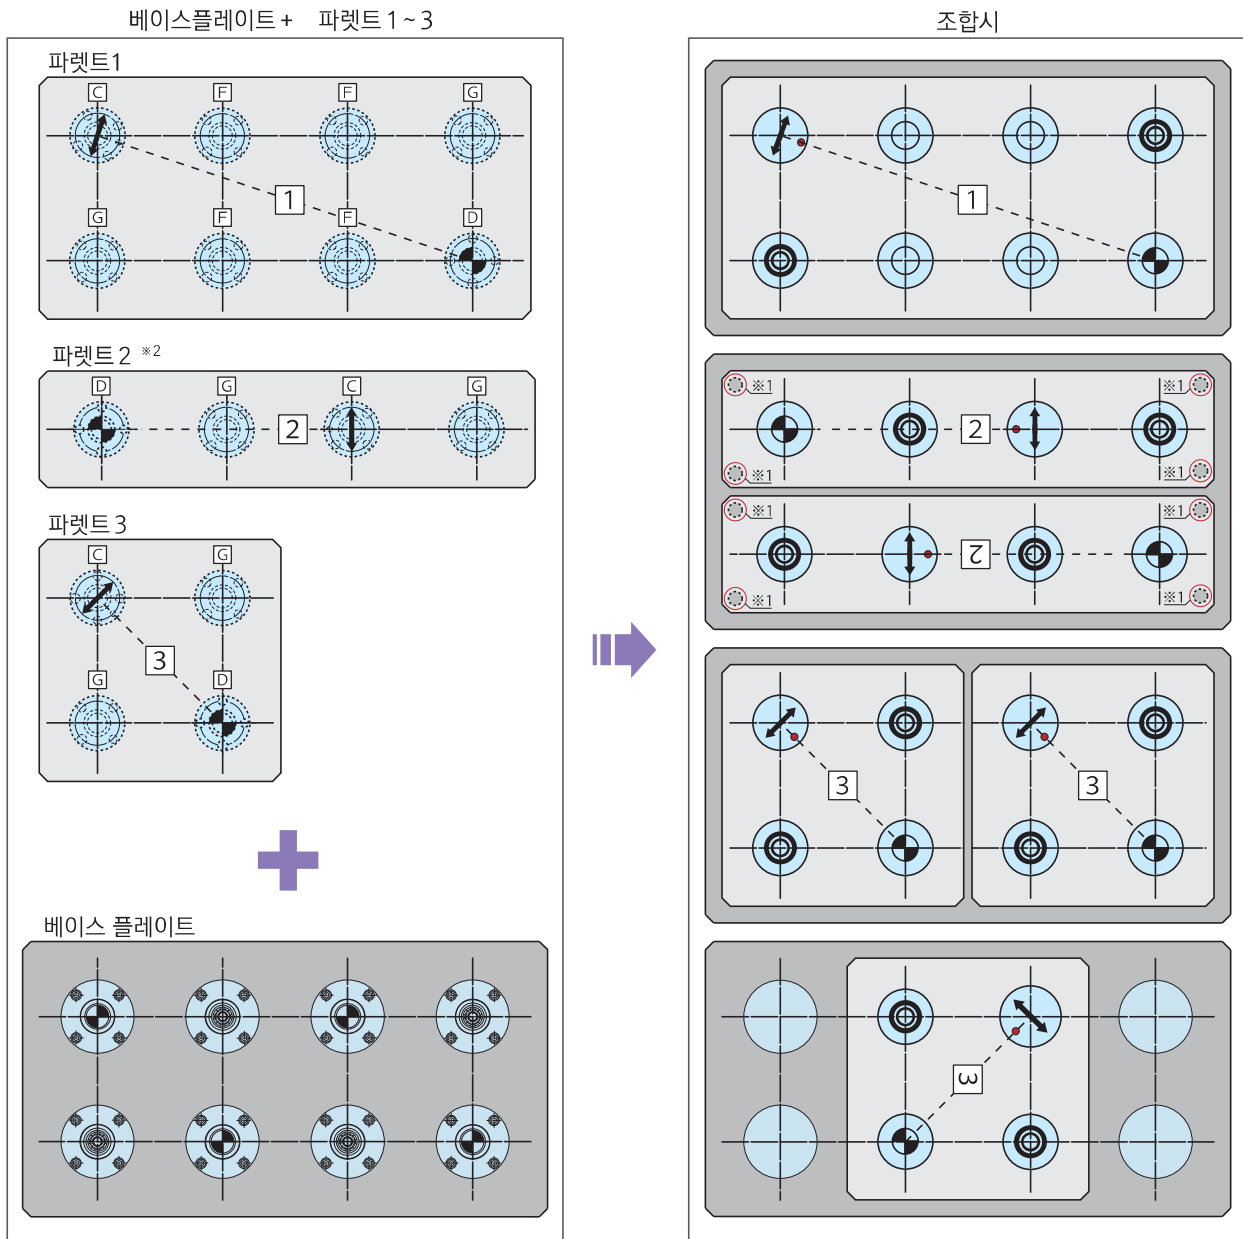 베이스플레이트 + 파렛트 1 ~ 3
파렛트1
C F F G
1
G F F D
파렛트 2 ※2
D G C G
2
파렛트 3
C G
3
G D
베이스 플레이트
조합시
1
※1 ※1
2
※1 ※1
※1 ※1
2
※1 ※1
3 3
3